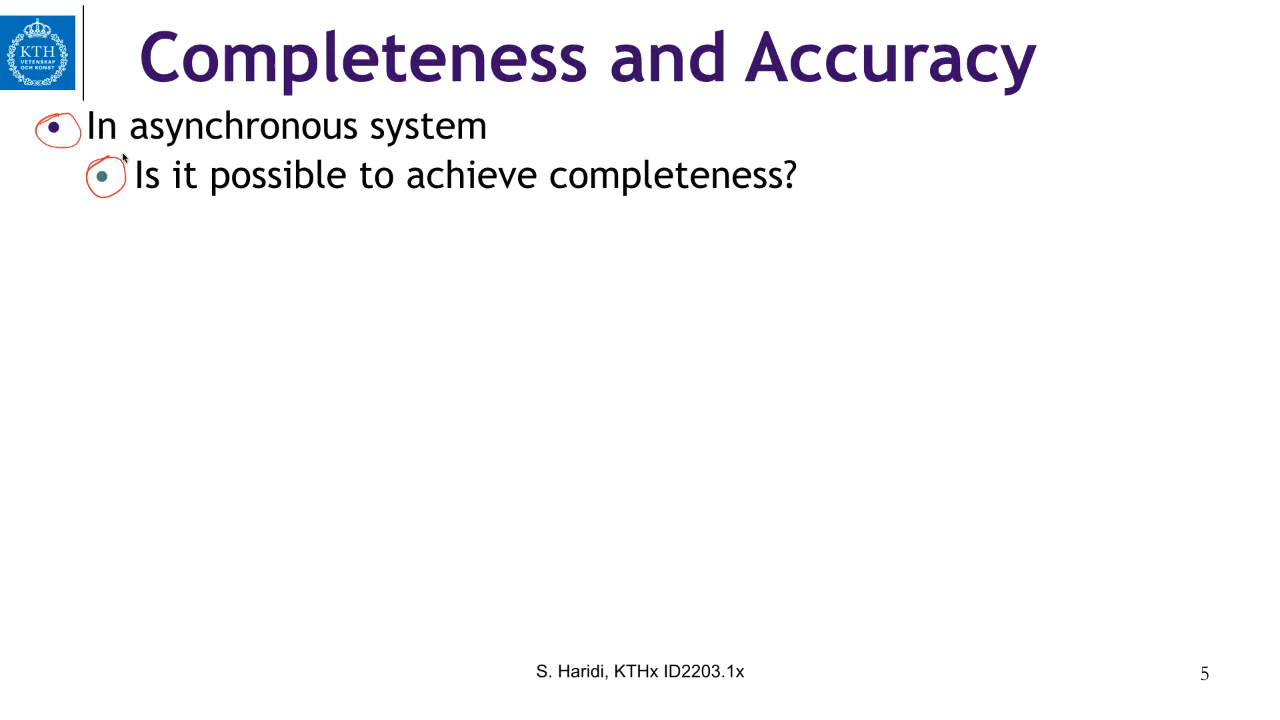 KTH
VETENSKAP
OCH KONST
Completeness and Accuracy
• In asynchronous system
• Is it possible to achieve completeness?
S. Haridi, KTHx ID2203.1x
5